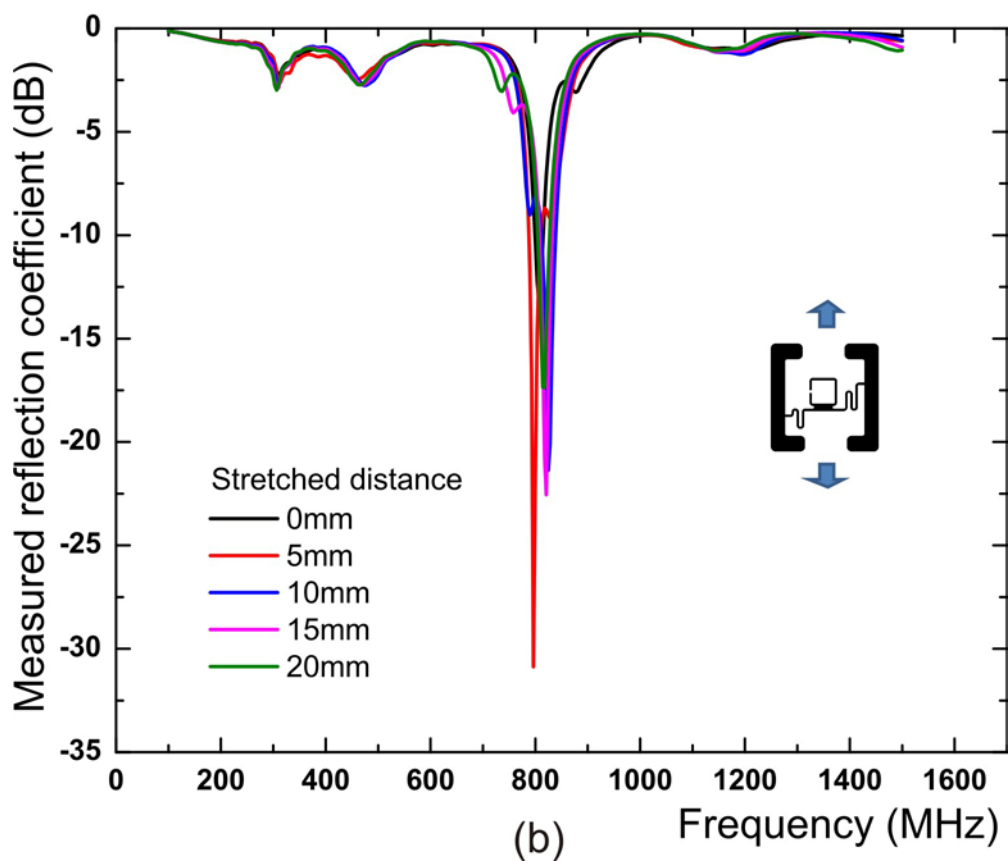 0
-5
-10
-15
-20
-25
-30
-35
Measured reflection coefficient (dB)
Stretched distance
0mm
5mm
10mm
15mm
20mm
0 200 400 600 800 1000 1200 1400 1600
Frequency (MHz)
(b)